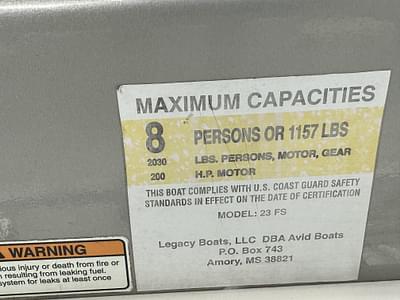 MAXIMUM CAPACITIES
8 PERSONS OR 1157 LBS
2030 LBS. PERSONS, MOTOR, GEAR
200 H.P. MOTOR
THIS BOAT COMPLIES WITH U.S. COAST GUARD SAFETY
STANDARDS IN EFFECT ON THE DATE OF CERTIFICATION
MODEL: 23 FS
Legacy Boats, LLC DBA Avid Boats
P.O. Box 743
Amory, MS 38821
WARNING
injury or death from fire or
resulting from leaking fuel.
system for leaks at least once